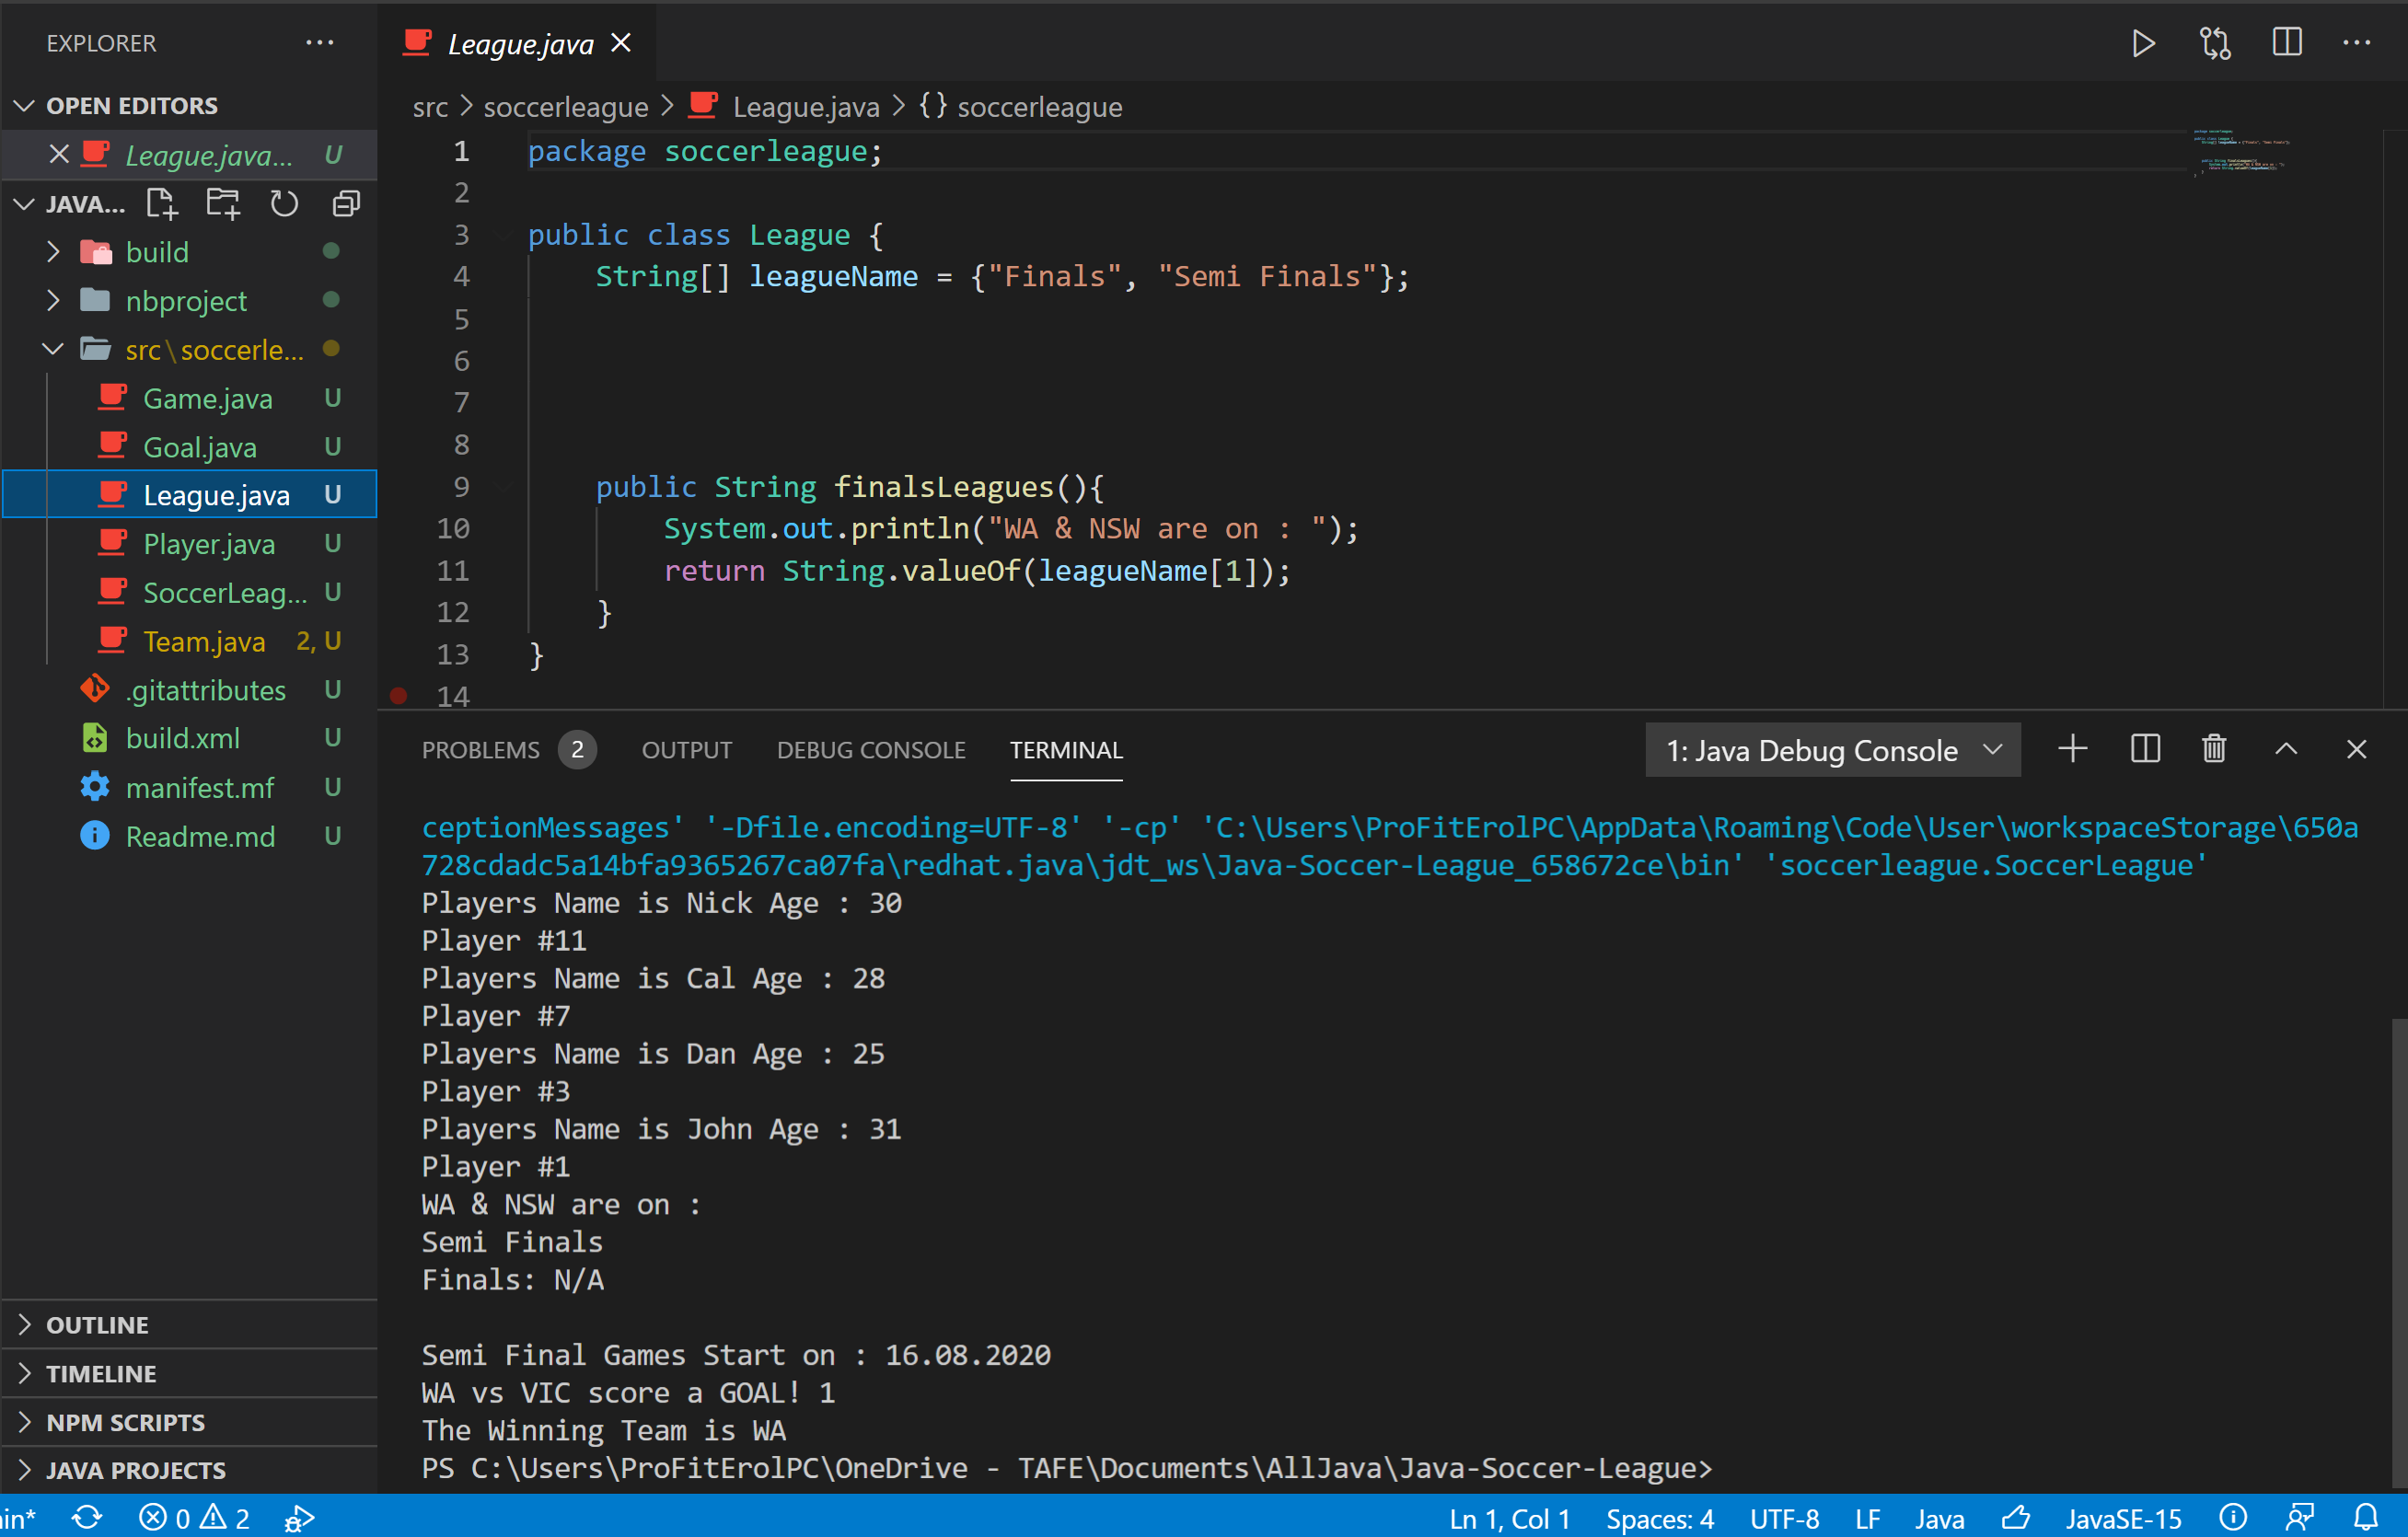 EXPLORER
OPEN EDITORS
League.java... U
JAVA...
build
nbproject
src\soccerle...
Game.java U
Goal.java U
League.java U
Player.java U
SoccerLeag... U
Team.java 2, U
.gitattributes U
build.xml U
manifest.mf U
Readme.md U
OUTLINE
TIMELINE
NPM SCRIPTS
JAVA PROJECTS
League.java
src > soccerleague > League.java > {} soccerleague
1 package soccerleague;
2
3 public class League {
4 String[] leagueName = {"Finals", "Semi Finals"};
5
6
7
8
9 public String finalsLeagues(){
10 System.out.println("WA & NSW are on : ");
11 return String.valueOf(leagueName[1]);
12 }
13 }
14
PROBLEMS 2 OUTPUT DEBUG CONSOLE TERMINAL 1: Java Debug Console
ceptionMessages' '-Dfile.encoding=UTF-8' '-cp' 'C:\Users\ProFitErolPC\AppData\Roaming\Code\User\workspaceStorage\650a
728cdadc5a14bfa9365267ca07fa\redhat.java\jdt_ws\Java-Soccer-League_658672ce\bin' 'soccerleague.SoccerLeague'
Players Name is Nick Age : 30
Player #11
Players Name is Cal Age : 28
Player #7
Players Name is Dan Age : 25
Player #3
Players Name is John Age : 31
Player #1
WA & NSW are on :
Semi Finals
Finals: N/A
Semi Final Games Start on : 16.08.2020
WA vs VIC score a GOAL! 1
The Winning Team is WA
PS C:\Users\ProFitErolPC\OneDrive - TAFE\Documents\AllJava\Java-Soccer-League>
in* 0 2 Ln 1, Col 1 Spaces: 4 UTF-8 LF Java JavaSE-15